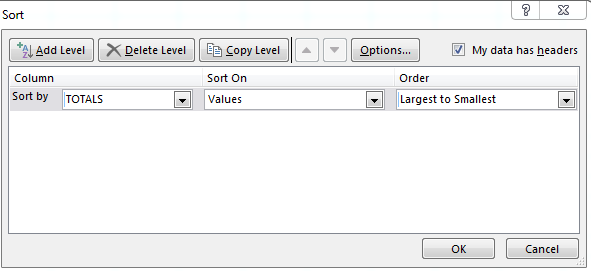 Sort
?
Add Level Delete Level Copy Level Options... My data has headers
Column Sort On Order
Sort by TOTALS Values Largest to Smallest
OK Cancel